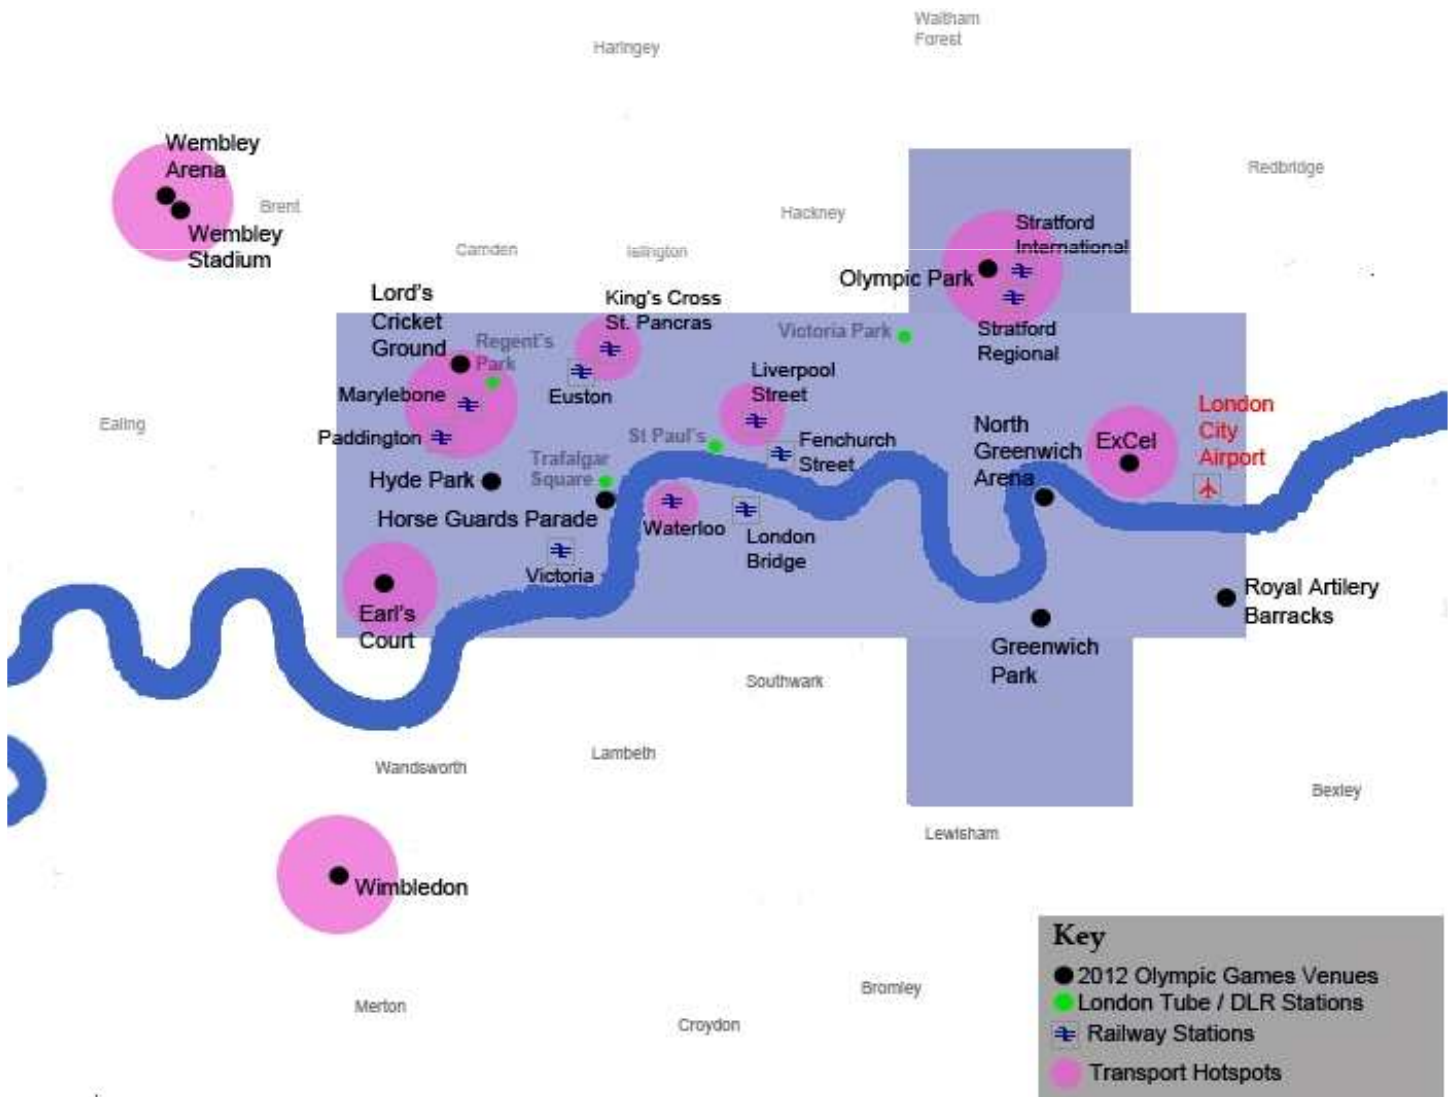 Waltham
Forest
Haringey
Wembley
Arena
Redbridge
Brent
Hackney
Wembley
Stadium
Camden
Islington
Stratford
International
Olympic Park
Lord's
Cricket
Ground
King's Cross
St. Pancras
Regent's
Park
Victoria Park
Stratford
Regional
Marylebone
Euston
Liverpool
Street
Ealing
Paddington
St Paul's
Fenchurch
Street
North
Greenwich
Arena
ExCel
London
City
Airport
Trafalgar
Square
Hyde Park
Horse Guards Parade
Waterloo
London
Bridge
Victoria
Earl's
Court
Royal Artilery
Barracks
Greenwich
Park
Southwark
Lambeth
Wandsworth
Bexley
Lewisham
Wimbledon
Merton
Bromley
Croydon
Key
2012 Olympic Games Venues
London Tube / DLR Stations
Railway Stations
Transport Hotspots